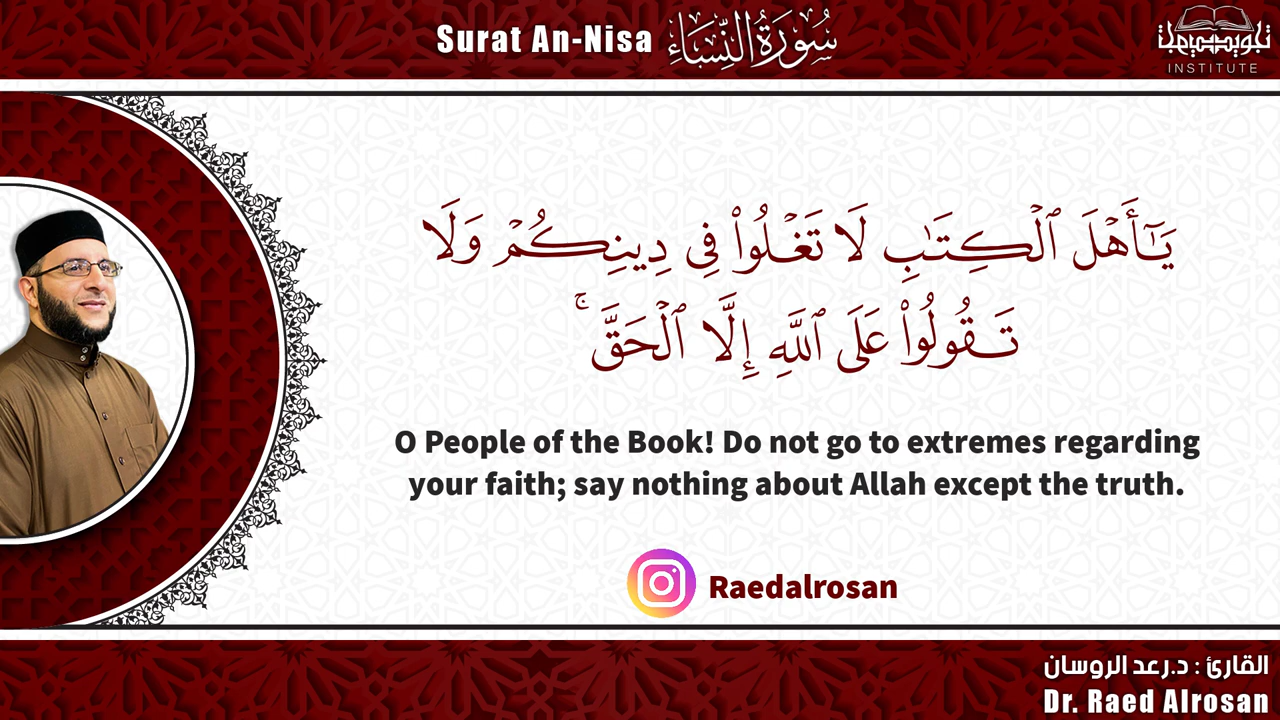 Surat An-Nisa سُورَةُ النِّسَاءِ
INSTITUTE
يَـٰٓأَهْلَ ٱلْكِتَـٰبِ لَا تَغْلُوا۟ فِى دِينِكُمْ وَلَا
تَقُولُوا۟ عَلَى ٱللَّهِ إِلَّا ٱلْحَقَّ ۚ
O People of the Book! Do not go to extremes regarding
your faith; say nothing about Allah except the truth.
Raedalrosan
القارئ : د.رعد الروسان
Dr. Raed Alrosan